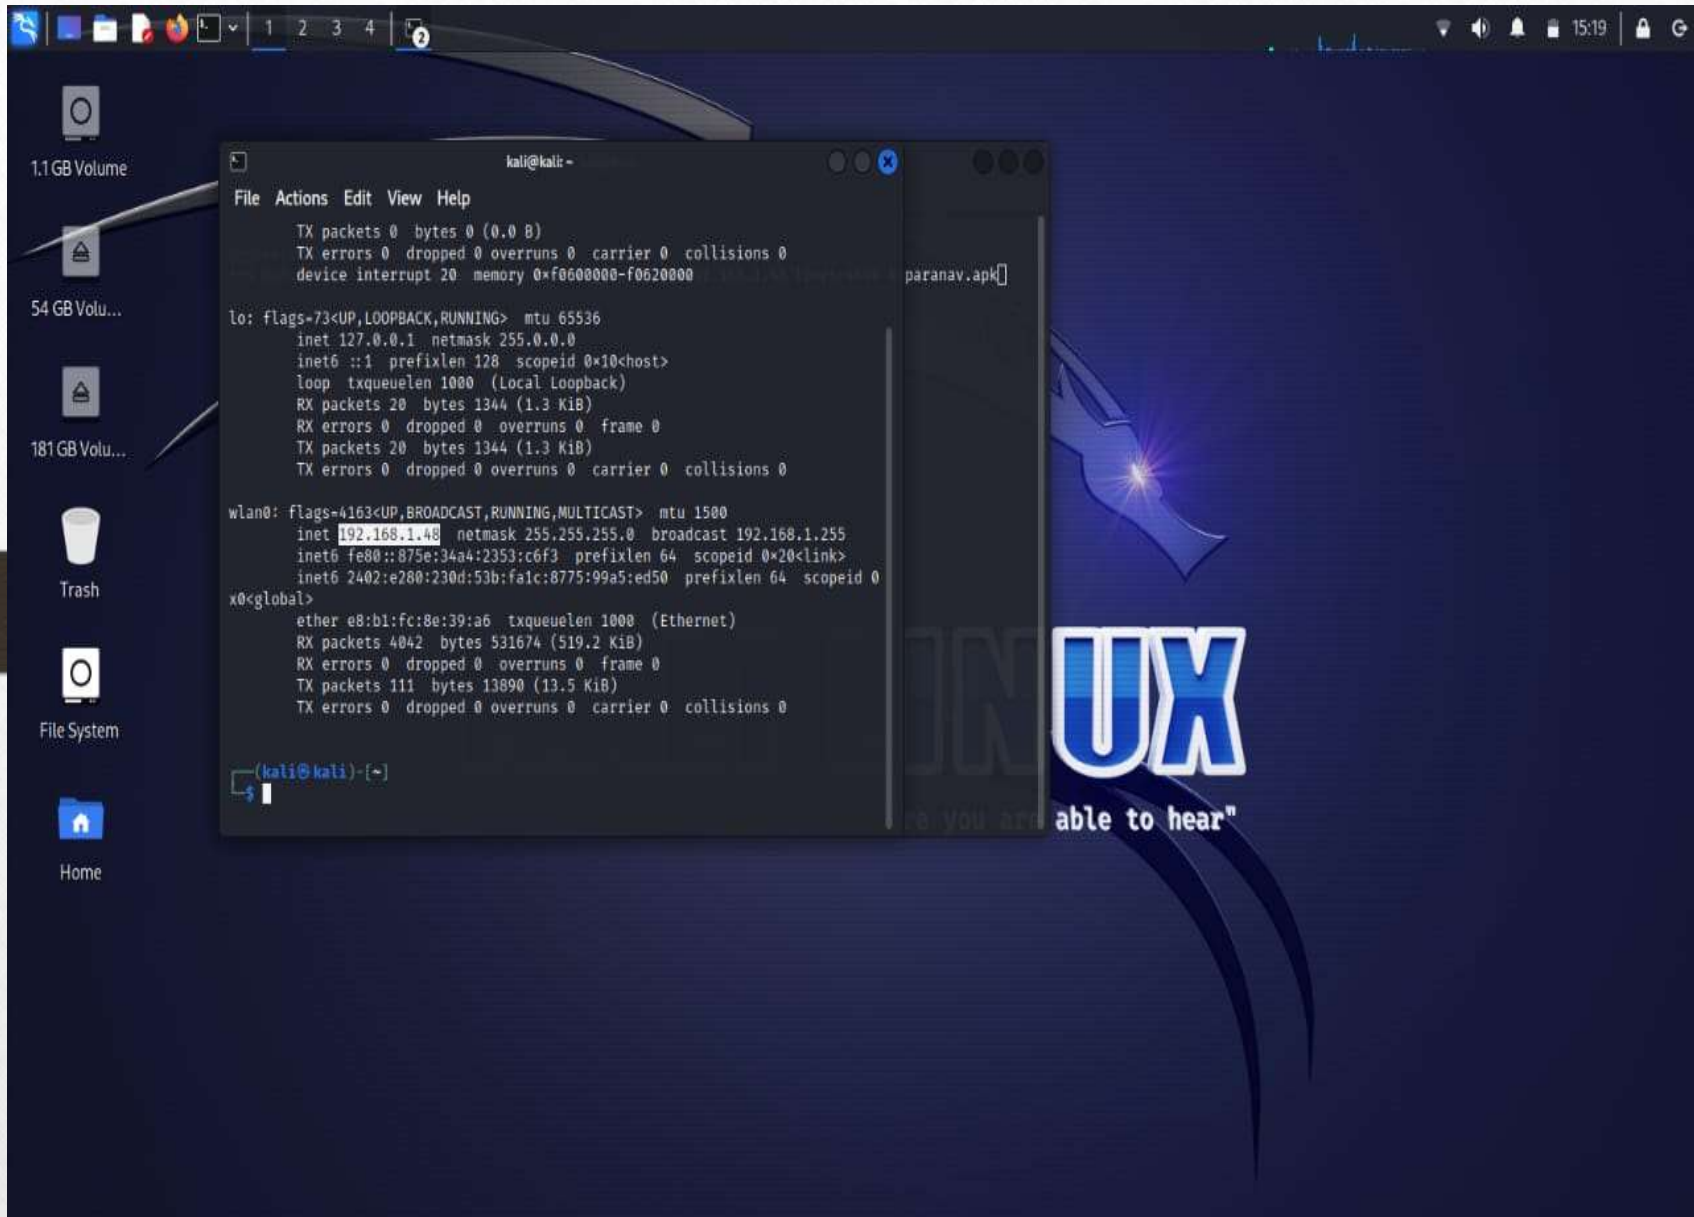 1 2 3 4 2 15:19
1.1 GB Volume
54 GB Volu...
181 GB Volu...
Trash
File System
Home
kali@kali: ~
File Actions Edit View Help
TX packets 0 bytes 0 (0.0 B)
TX errors 0 dropped 0 overruns 0 carrier 0 collisions 0
device interrupt 20 memory 0×f0600000-f0620000
paranav.apk
lo: flags=73<UP,LOOPBACK,RUNNING> mtu 65536
inet 127.0.0.1 netmask 255.0.0.0
inet6 ::1 prefixlen 128 scopeid 0×10<host>
loop txqueuelen 1000 (Local Loopback)
RX packets 20 bytes 1344 (1.3 KiB)
RX errors 0 dropped 0 overruns 0 frame 0
TX packets 20 bytes 1344 (1.3 KiB)
TX errors 0 dropped 0 overruns 0 carrier 0 collisions 0
wlan0: flags=4163<UP,BROADCAST,RUNNING,MULTICAST> mtu 1500
inet 192.168.1.48 netmask 255.255.255.0 broadcast 192.168.1.255
inet6 fe80::875e:34a4:2353:c6f3 prefixlen 64 scopeid 0×20<link>
inet6 2402:e280:230d:53b:fa1c:8775:99a5:ed50 prefixlen 64 scopeid 0
x0<global>
ether e8:b1:fc:8e:39:a6 txqueuelen 1000 (Ethernet)
RX packets 4042 bytes 531674 (519.2 KiB)
RX errors 0 dropped 0 overruns 0 frame 0
TX packets 111 bytes 13890 (13.5 KiB)
TX errors 0 dropped 0 overruns 0 carrier 0 collisions 0
(kali㉿kali)-[~]
$
INUX
re you are able to hear"